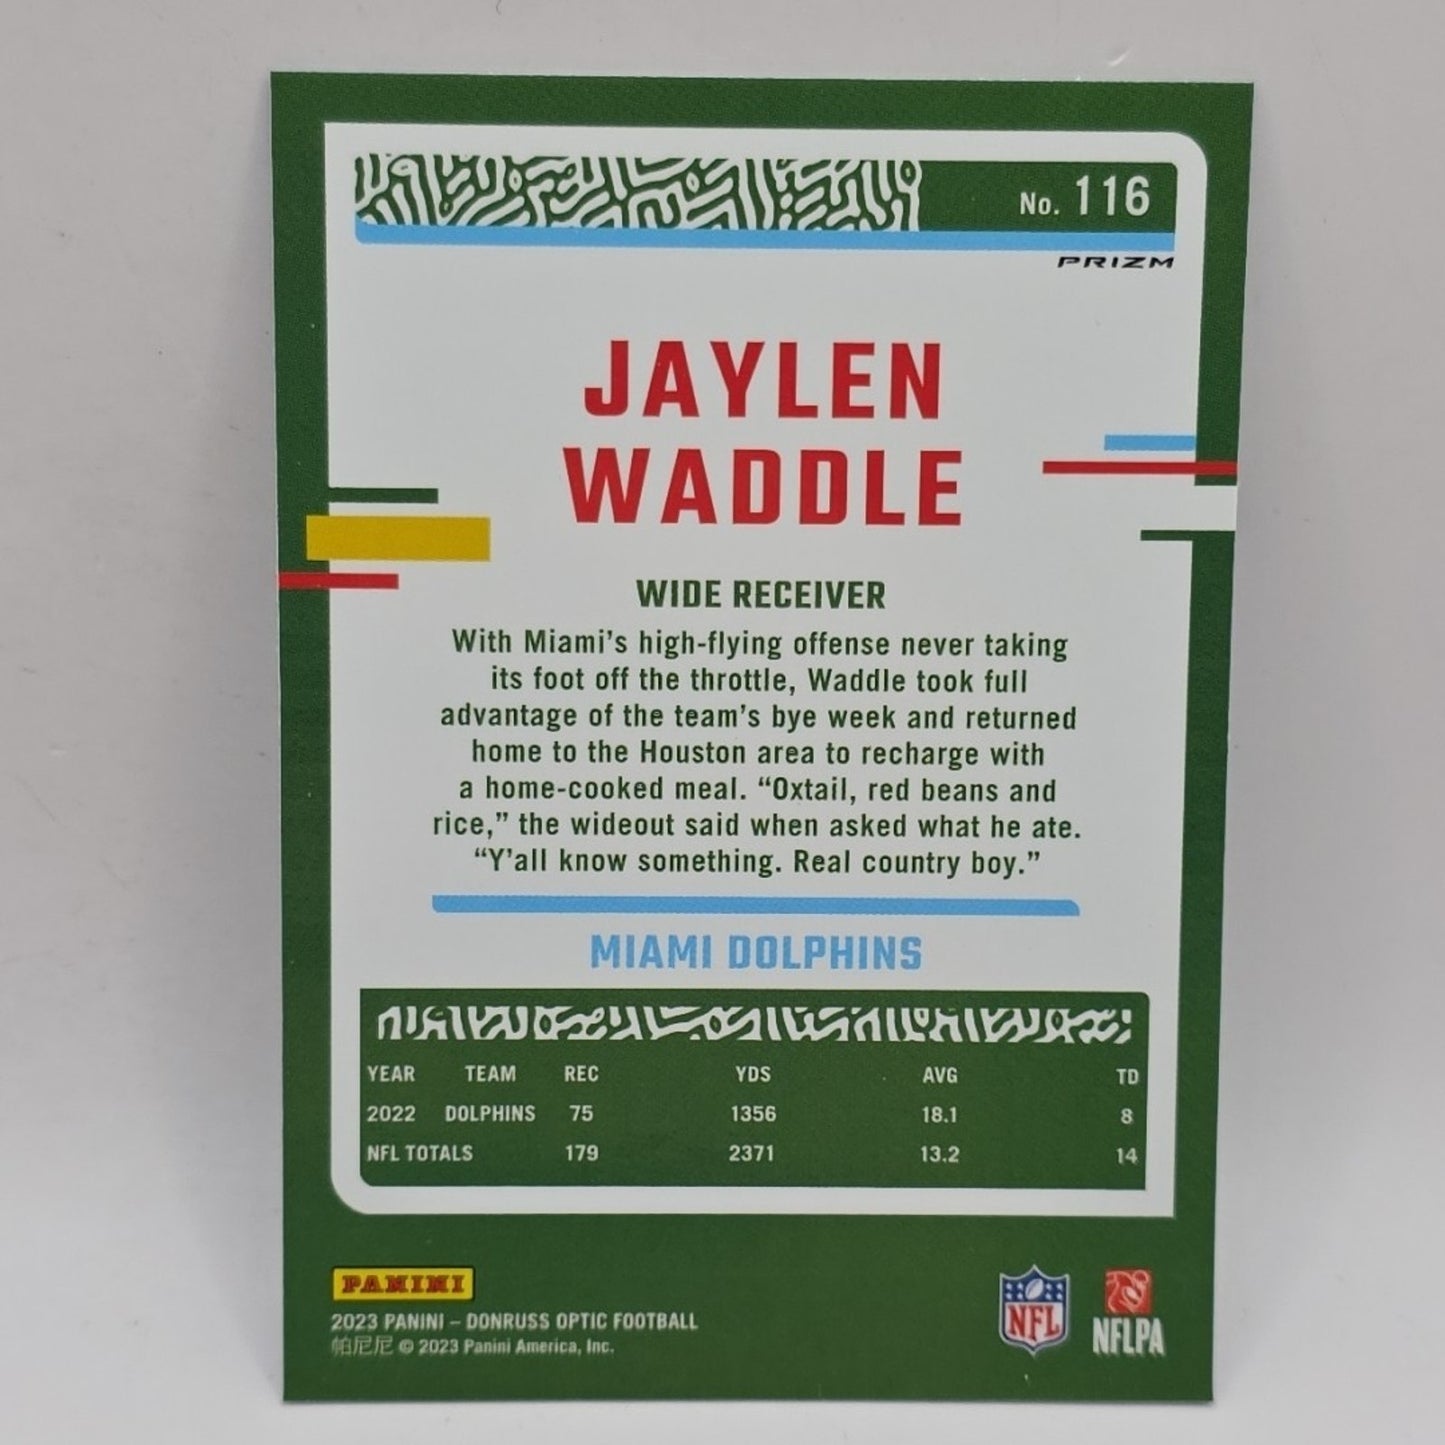 No. 116
PRIZM
JAYLEN
WADDLE
WIDE RECEIVER
With Miami's high-flying offense never taking
its foot off the throttle, Waddle took full
advantage of the team's bye week and returned
home to the Houston area to recharge with
a home-cooked meal. “Oxtail, red beans and
rice,” the wideout said when asked what he ate.
“Y'all know something. Real country boy.”
MIAMI DOLPHINS
YEAR TEAM REC YDS AVG TD
2022 DOLPHINS 75 1356 18.1 8
NFL TOTALS 179 2371 13.2 14
PANINI
2023 PANINI – DONRUSS OPTIC FOOTBALL
帕尼尼 © 2023 Panini America, Inc.
NFL
NFLPA